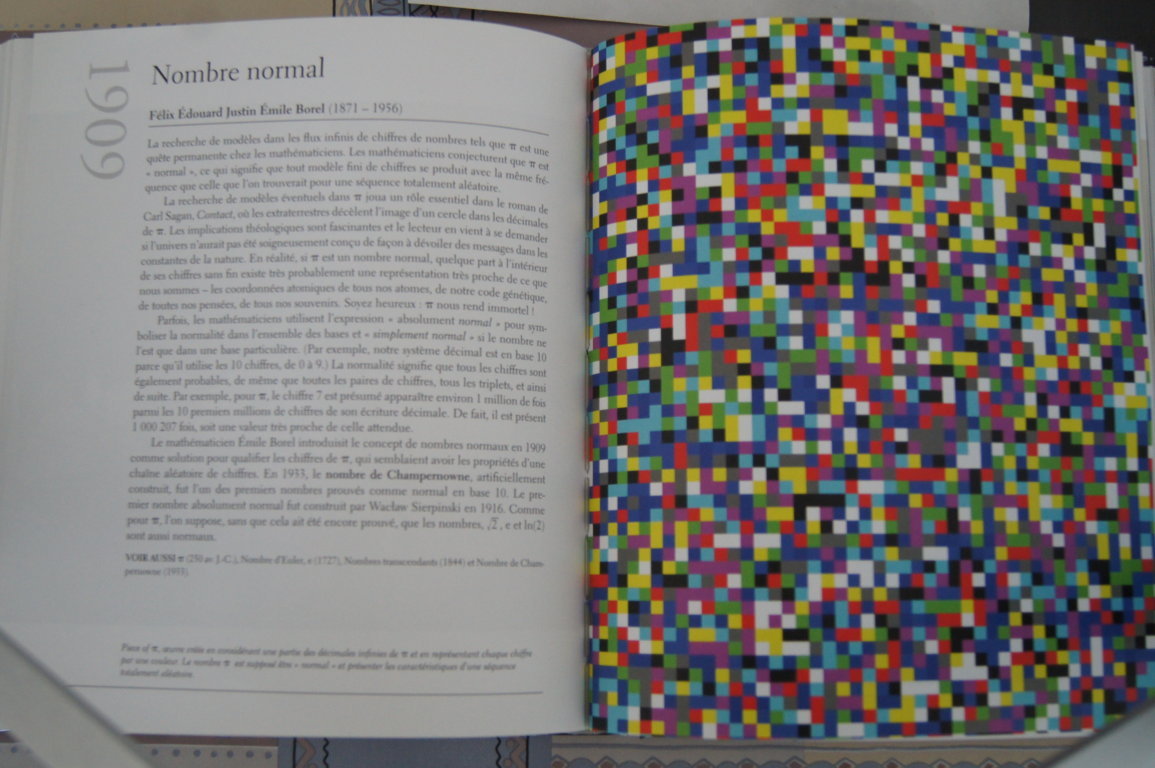 1909
Nombre normal
Félix Édouard Justin Émile Borel (1871 – 1956)
La recherche de modèles dans les flux infinis de chiffres de nombres tels que π est une
quête permanente chez les mathématiciens. Les mathématiciens conjecturent que π est
« normal », ce qui signifie que tout modèle fini de chiffres se produit avec la même fré-
quence que celle que l'on trouverait pour une séquence totalement aléatoire.
La recherche de modèles éventuels dans π joua un rôle essentiel dans le roman de
Carl Sagan, Contact, où les extraterrestres décèlent l'image d'un cercle dans les décimales
de π. Les implications théologiques sont fascinantes et le lecteur en vient à se demander
si l'univers n'aurait pas été soigneusement conçu de façon à dévoiler des messages dans les
constantes de la nature. En réalité, si π est un nombre normal, quelque part à l'intérieur
de ses chiffres sans fin existe très probablement une représentation très proche de ce que
nous sommes – les coordonnées atomiques de tous nos atomes, de notre code génétique,
de toutes nos pensées, de tous nos souvenirs. Soyez heureux : π nous rend immortel !
Parfois, les mathématiciens utilisent l'expression « absolument normal » pour sym-
boliser la normalité dans l'ensemble des bases et « simplement normal » si le nombre ne
l'est que dans une base particulière. (Par exemple, notre système décimal est en base 10
parce qu'il utilise les 10 chiffres, de 0 à 9.) La normalité signifie que tous les chiffres sont
également probables, de même que toutes les paires de chiffres, tous les triplets, et ainsi
de suite. Par exemple, pour π, le chiffre 7 est présumé apparaître environ 1 million de fois
parmi les 10 premiers millions de chiffres de son écriture décimale. De fait, il est présent
1 000 207 fois, soit une valeur très proche de celle attendue.
Le mathématicien Émile Borel introduisit le concept de nombres normaux en 1909
comme solution pour qualifier les chiffres de π, qui semblaient avoir les propriétés d'une
chaîne aléatoire de chiffres. En 1933, le nombre de Champernowne, artificiellement
construit, fut l'un des premiers nombres prouvés comme normal en base 10. Le pre-
mier nombre absolument normal fut construit par Wacław Sierpinski en 1916. Comme
pour π, l'on suppose, sans que cela ait été encore prouvé, que les nombres, √2, e et ln(2)
sont aussi normaux.
VOIR AUSSI π (250 av. J.-C.), Nombre d'Euler, e (1727), Nombres transcendants (1844) et Nombre de Cham-
pernowne (1933).
Piece of π, œuvre créée en considérant une partie des décimales infinies de π et en représentant chaque chiffre
par une couleur. Le nombre π est supposé être « normal » et présenter les caractéristiques d'une séquence
totalement aléatoire.